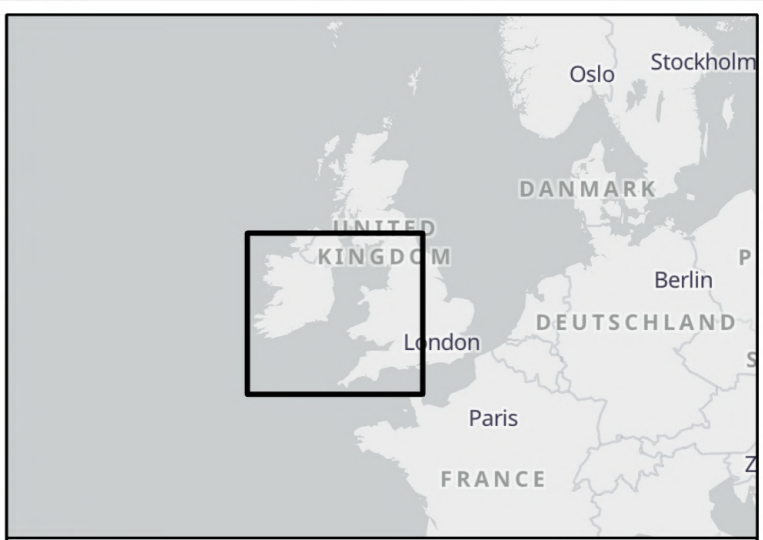 Stockholm
Oslo
DANMARK
UNITED
KINGDOM
P
Berlin
DEUTSCHLAND
London
S
Paris
Z
FRANCE